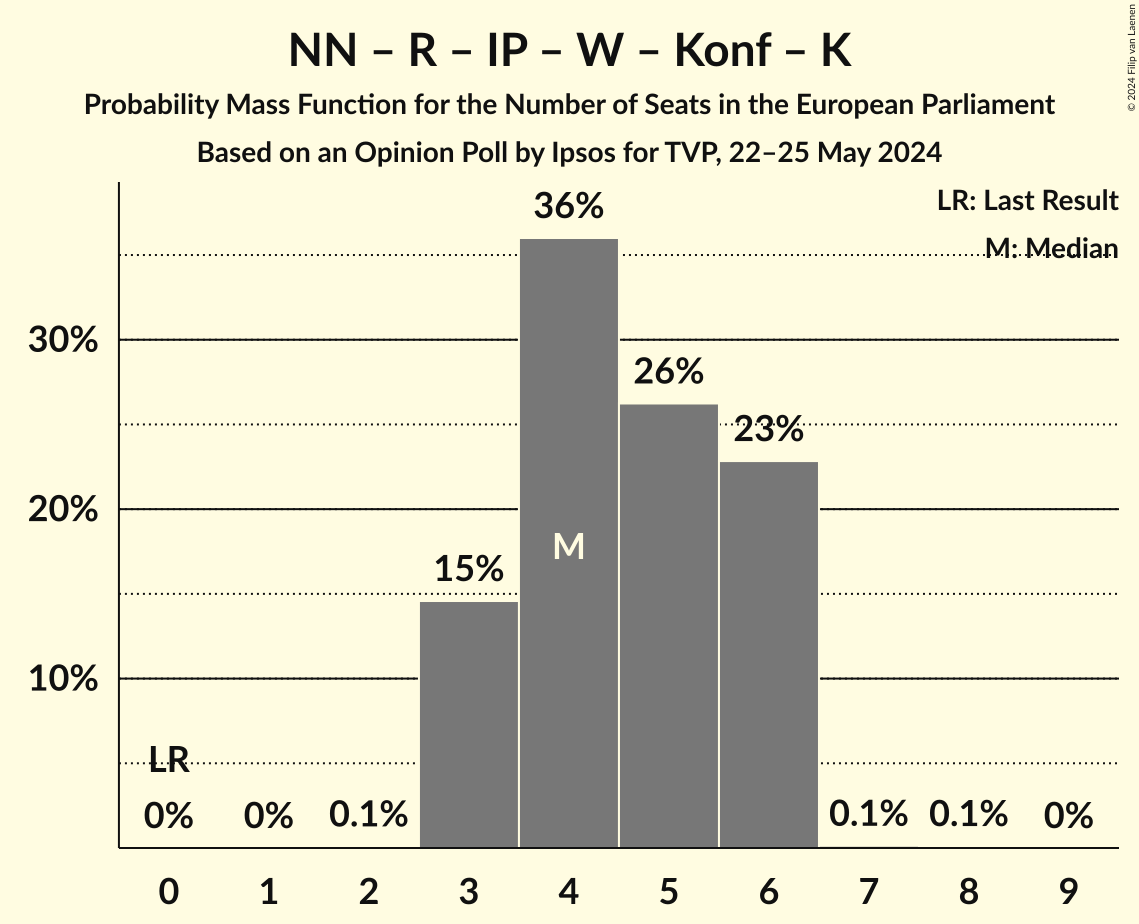 NN – R – IP – W – Konf – K
Probability Mass Function for the Number of Seats in the European Parliament
Based on an Opinion Poll by Ipsos for TVP, 22–25 May 2024
© 2024 Filip van Laenen
LR: Last Result
M: Median
36%
30%
26%
23%
20%
15%
M
10%
LR
0% 0% 0.1% 0.1% 0.1% 0%
0 1 2 3 4 5 6 7 8 9